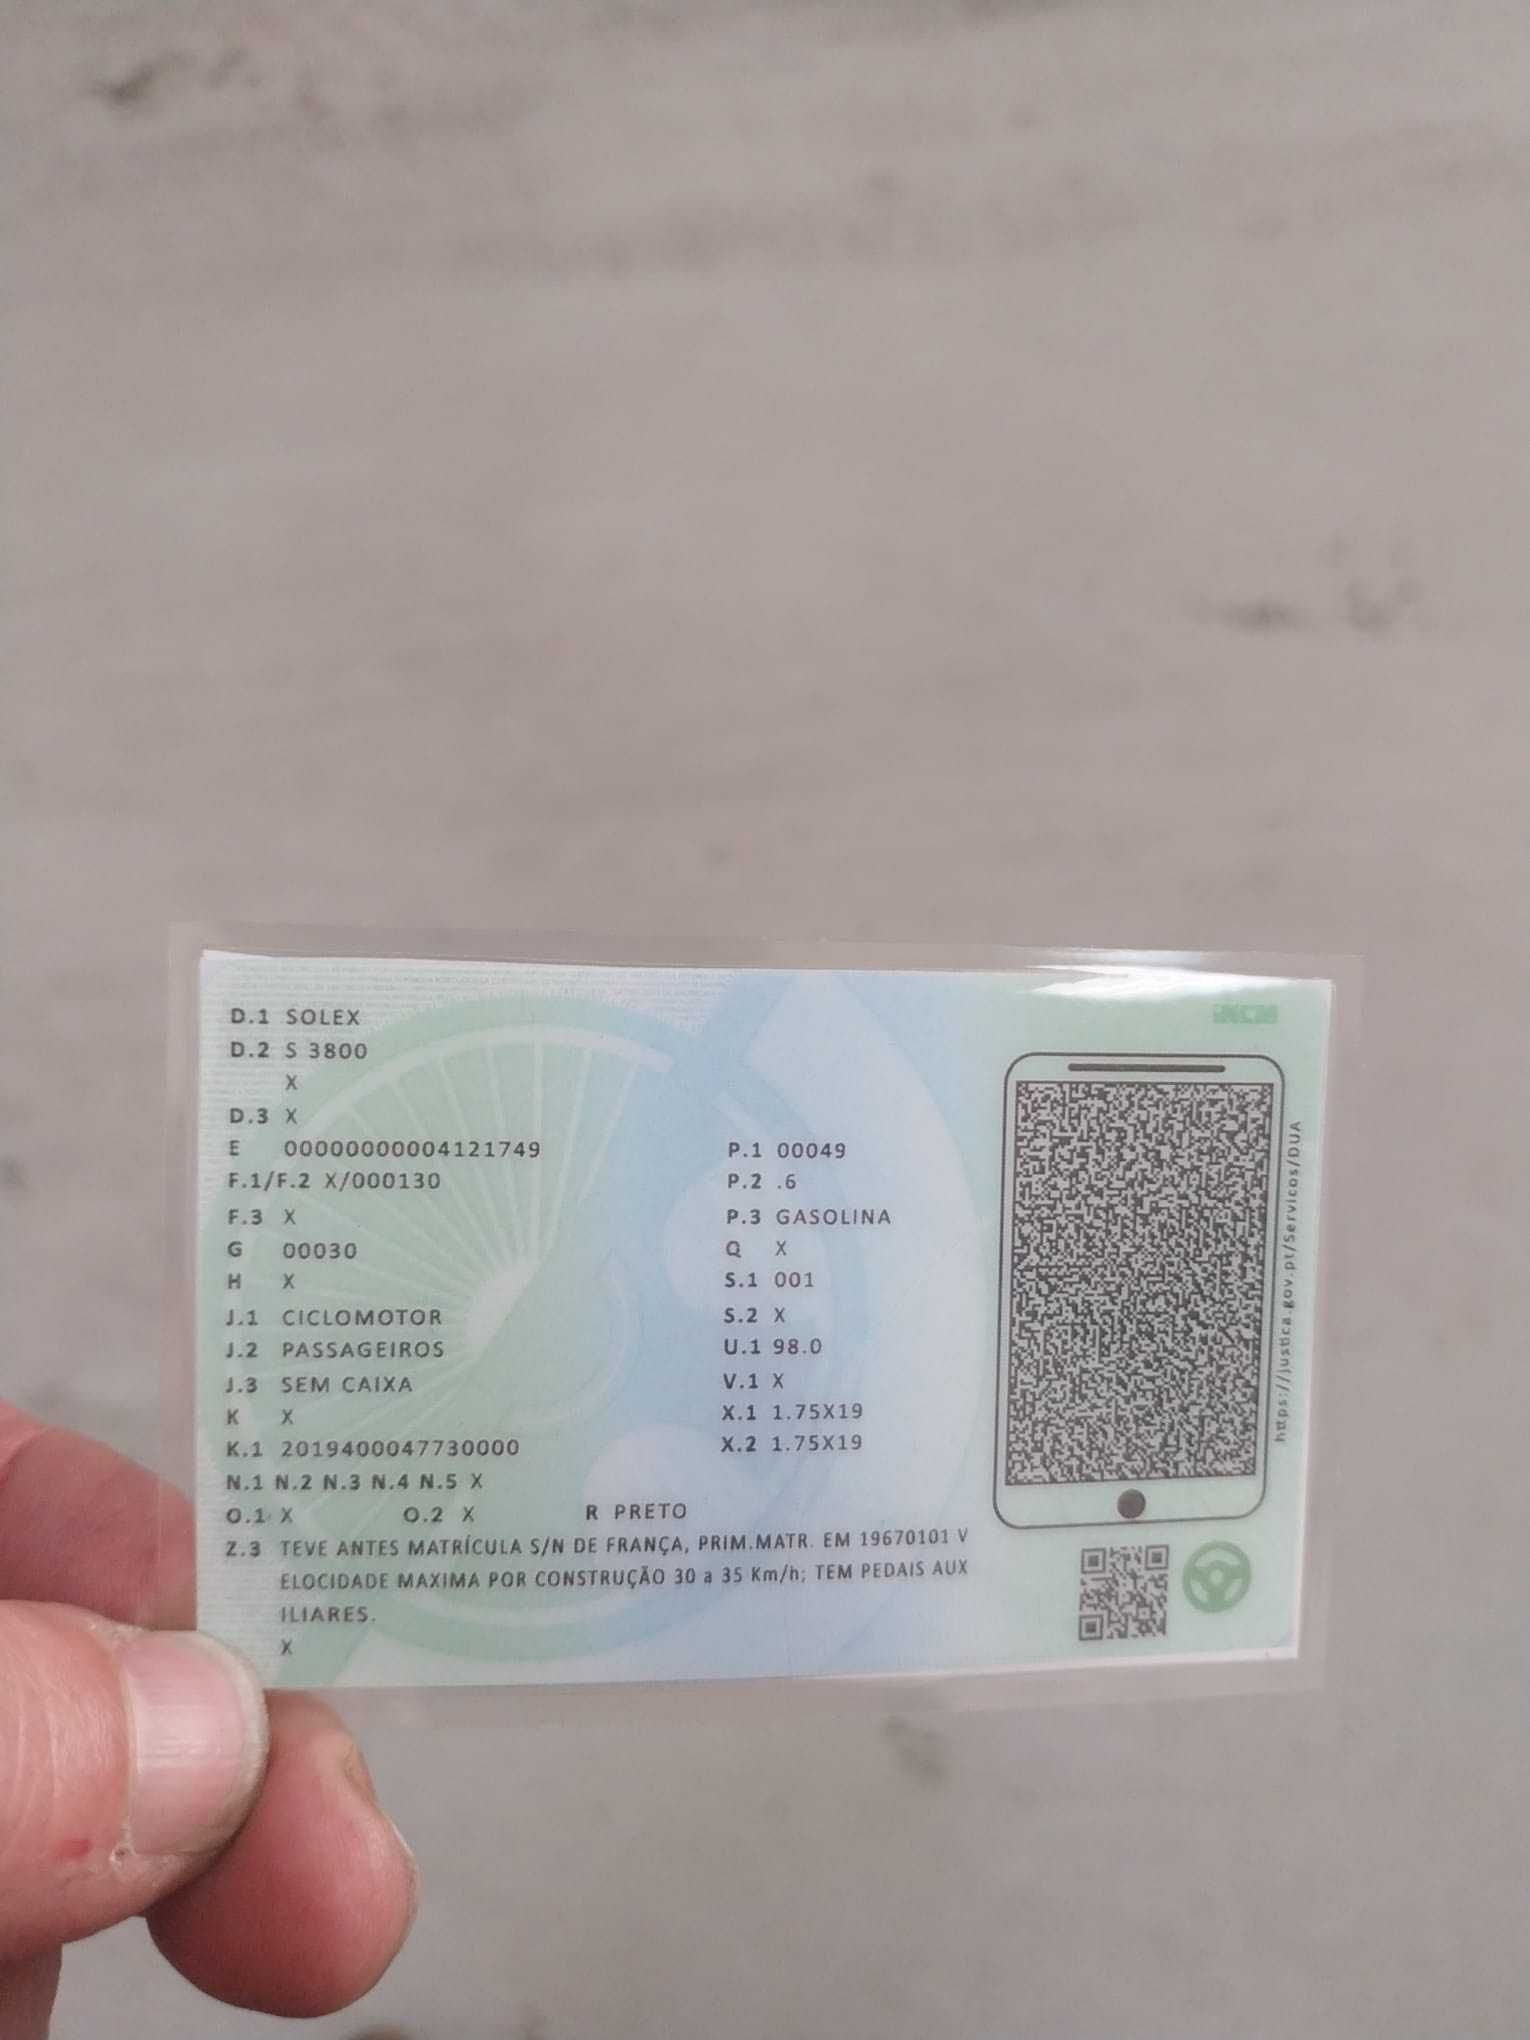 D.1 SOLEX
D.2 S 3800
X
D.3 X
E 00000000004121749
F.1/F.2 X/000130
F.3 X
G 00030
H X
J.1 CICLOMOTOR
J.2 PASSAGEIROS
J.3 SEM CAIXA
K X
K.1 2019400047730000
N.1 N.2 N.3 N.4 N.5 X
O.1 X O.2 X R PRETO
P.1 00049
P.2 .6
P.3 GASOLINA
Q X
S.1 001
S.2 X
U.1 98.0
V.1 X
X.1 1.75X19
X.2 1.75X19
Z.3 TEVE ANTES MATRÍCULA S/N DE FRANÇA, PRIM.MATR. EM 19670101 V
ELOCIDADE MAXIMA POR CONSTRUÇÃO 30 a 35 Km/h; TEM PEDAIS AUX
ILIARES.
X
https://justica.gov.pt/Servicos/DUA